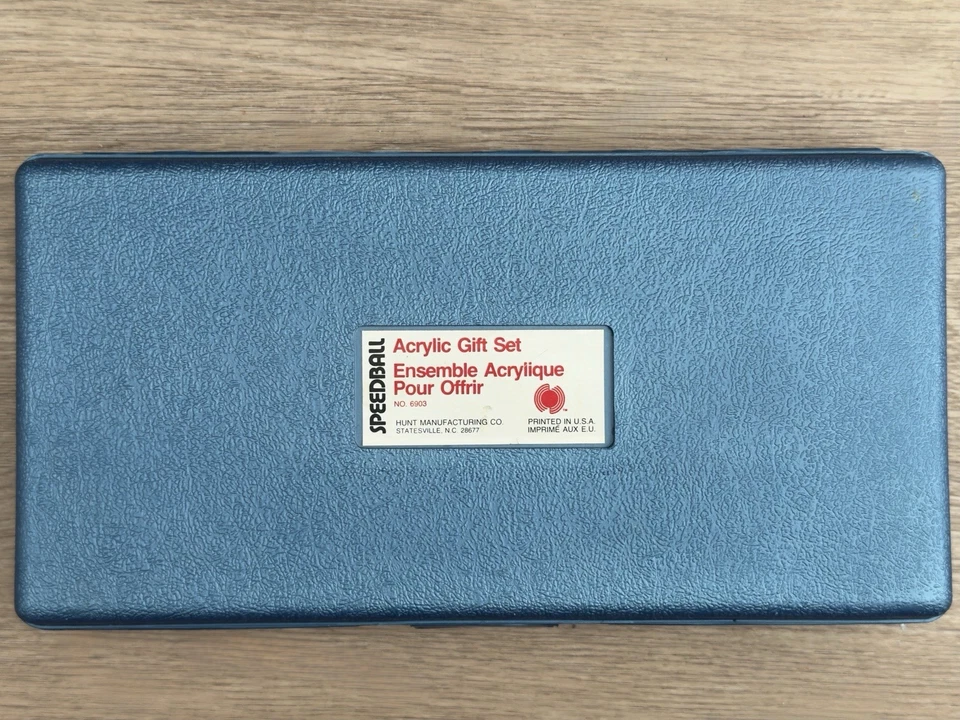 SPEEDBALL
Acrylic Gift Set
Ensemble Acrylique
Pour Offrir
NO. 6903
HUNT MANUFACTURING CO
STATESVILLE, N.C. 28677
PRINTED IN U.S.A.
IMPRIMÉ AUX E.U.
TM